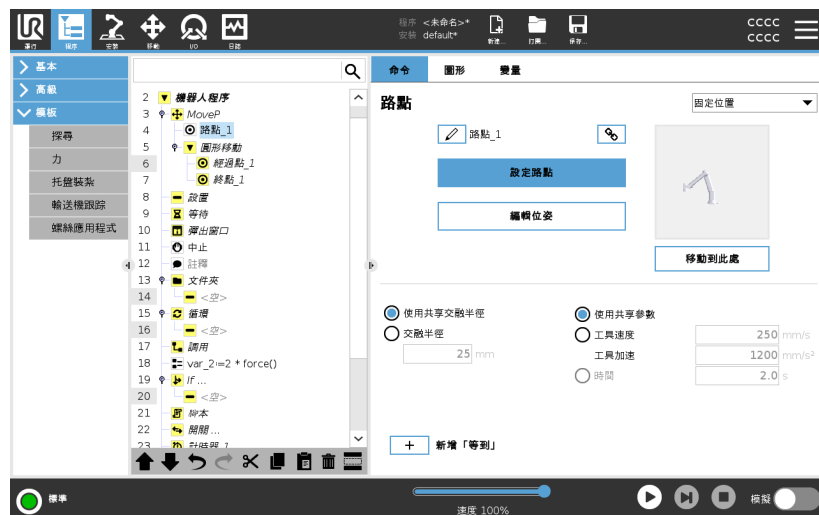 UR
運行
程序
安裝
移動
I/O
日誌
程序 <未命名>*
安裝 default*
新建...
打開...
保存...
CCCC
CCCC
基本
高級
模板
探尋
力
托盤裝紮
輸送機跟踪
螺絲應用程式
2 機器人程序
3 MoveP
4 路點_1
5 圓形移動
6 經過點_1
7 終點_1
8 設置
9 等待
10 彈出窗口
11 中止
12 註釋
13 文件夾
14 <空>
15 循環
16 <空>
17 調用
18 var_2≔2 * force()
19 If ...
20 <空>
21 腳本
22 開關 ...
23 計時器_1
命令 圖形 變量
路點
固定位置
路點_1
設定路點
編輯位姿
移動到此處
使用共享交融半徑
交融半徑
25 mm
使用共享參數
工具速度 250 mm/s
工具加速 1200 mm/s²
時間 2.0 s
+ 新增「等到」
標準
速度 100%
模擬